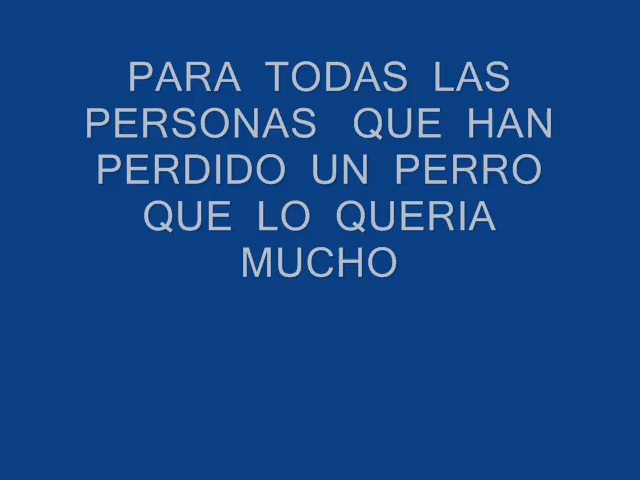 PARA TODAS LAS
PERSONAS QUE HAN
PERDIDO UN PERRO
QUE LO QUERIA
MUCHO